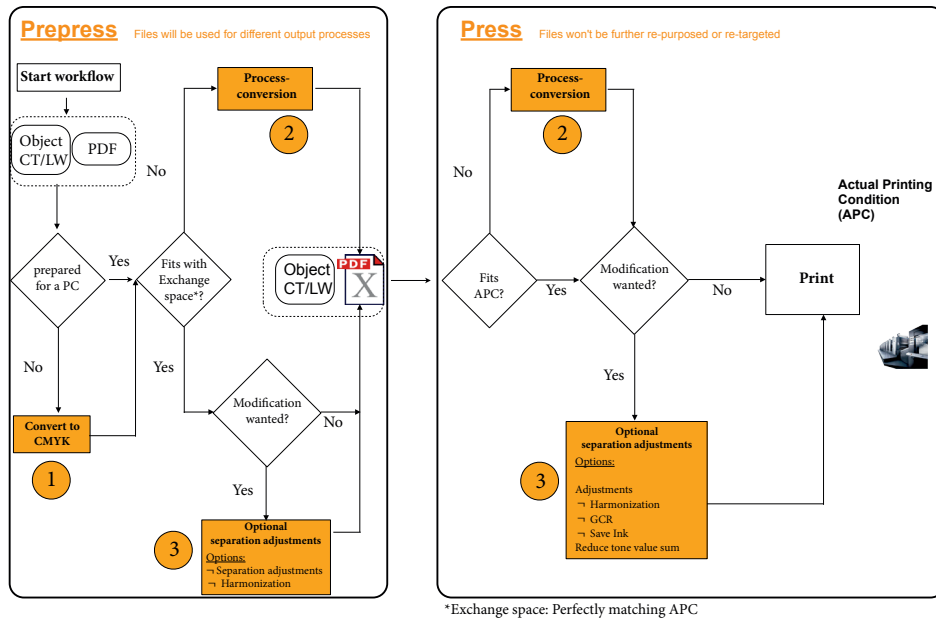 Prepress
Files will be used for different output processes
Start workflow
Object
CT/LW
PDF
prepared
for a PC
Yes
No
Convert to
CMYK
1
Fits with
Exchange
space*?
No
Yes
Process-
conversion
2
Modification
wanted?
No
Yes
3
Optional
separation adjustments
Options:
¬ Separation adjustments
¬ Harmonization
Object
CT/LW
PDF
X
Press
Files won't be further re-purposed or re-targeted
Process-
conversion
2
No
Fits
APC?
Yes
Modification
wanted?
No
Yes
Print
Actual Printing
Condition
(APC)
3
Optional
separation adjustments
Options:
Adjustments
¬ Harmonization
¬ GCR
¬ Save Ink
Reduce tone value sum
*Exchange space: Perfectly matching APC